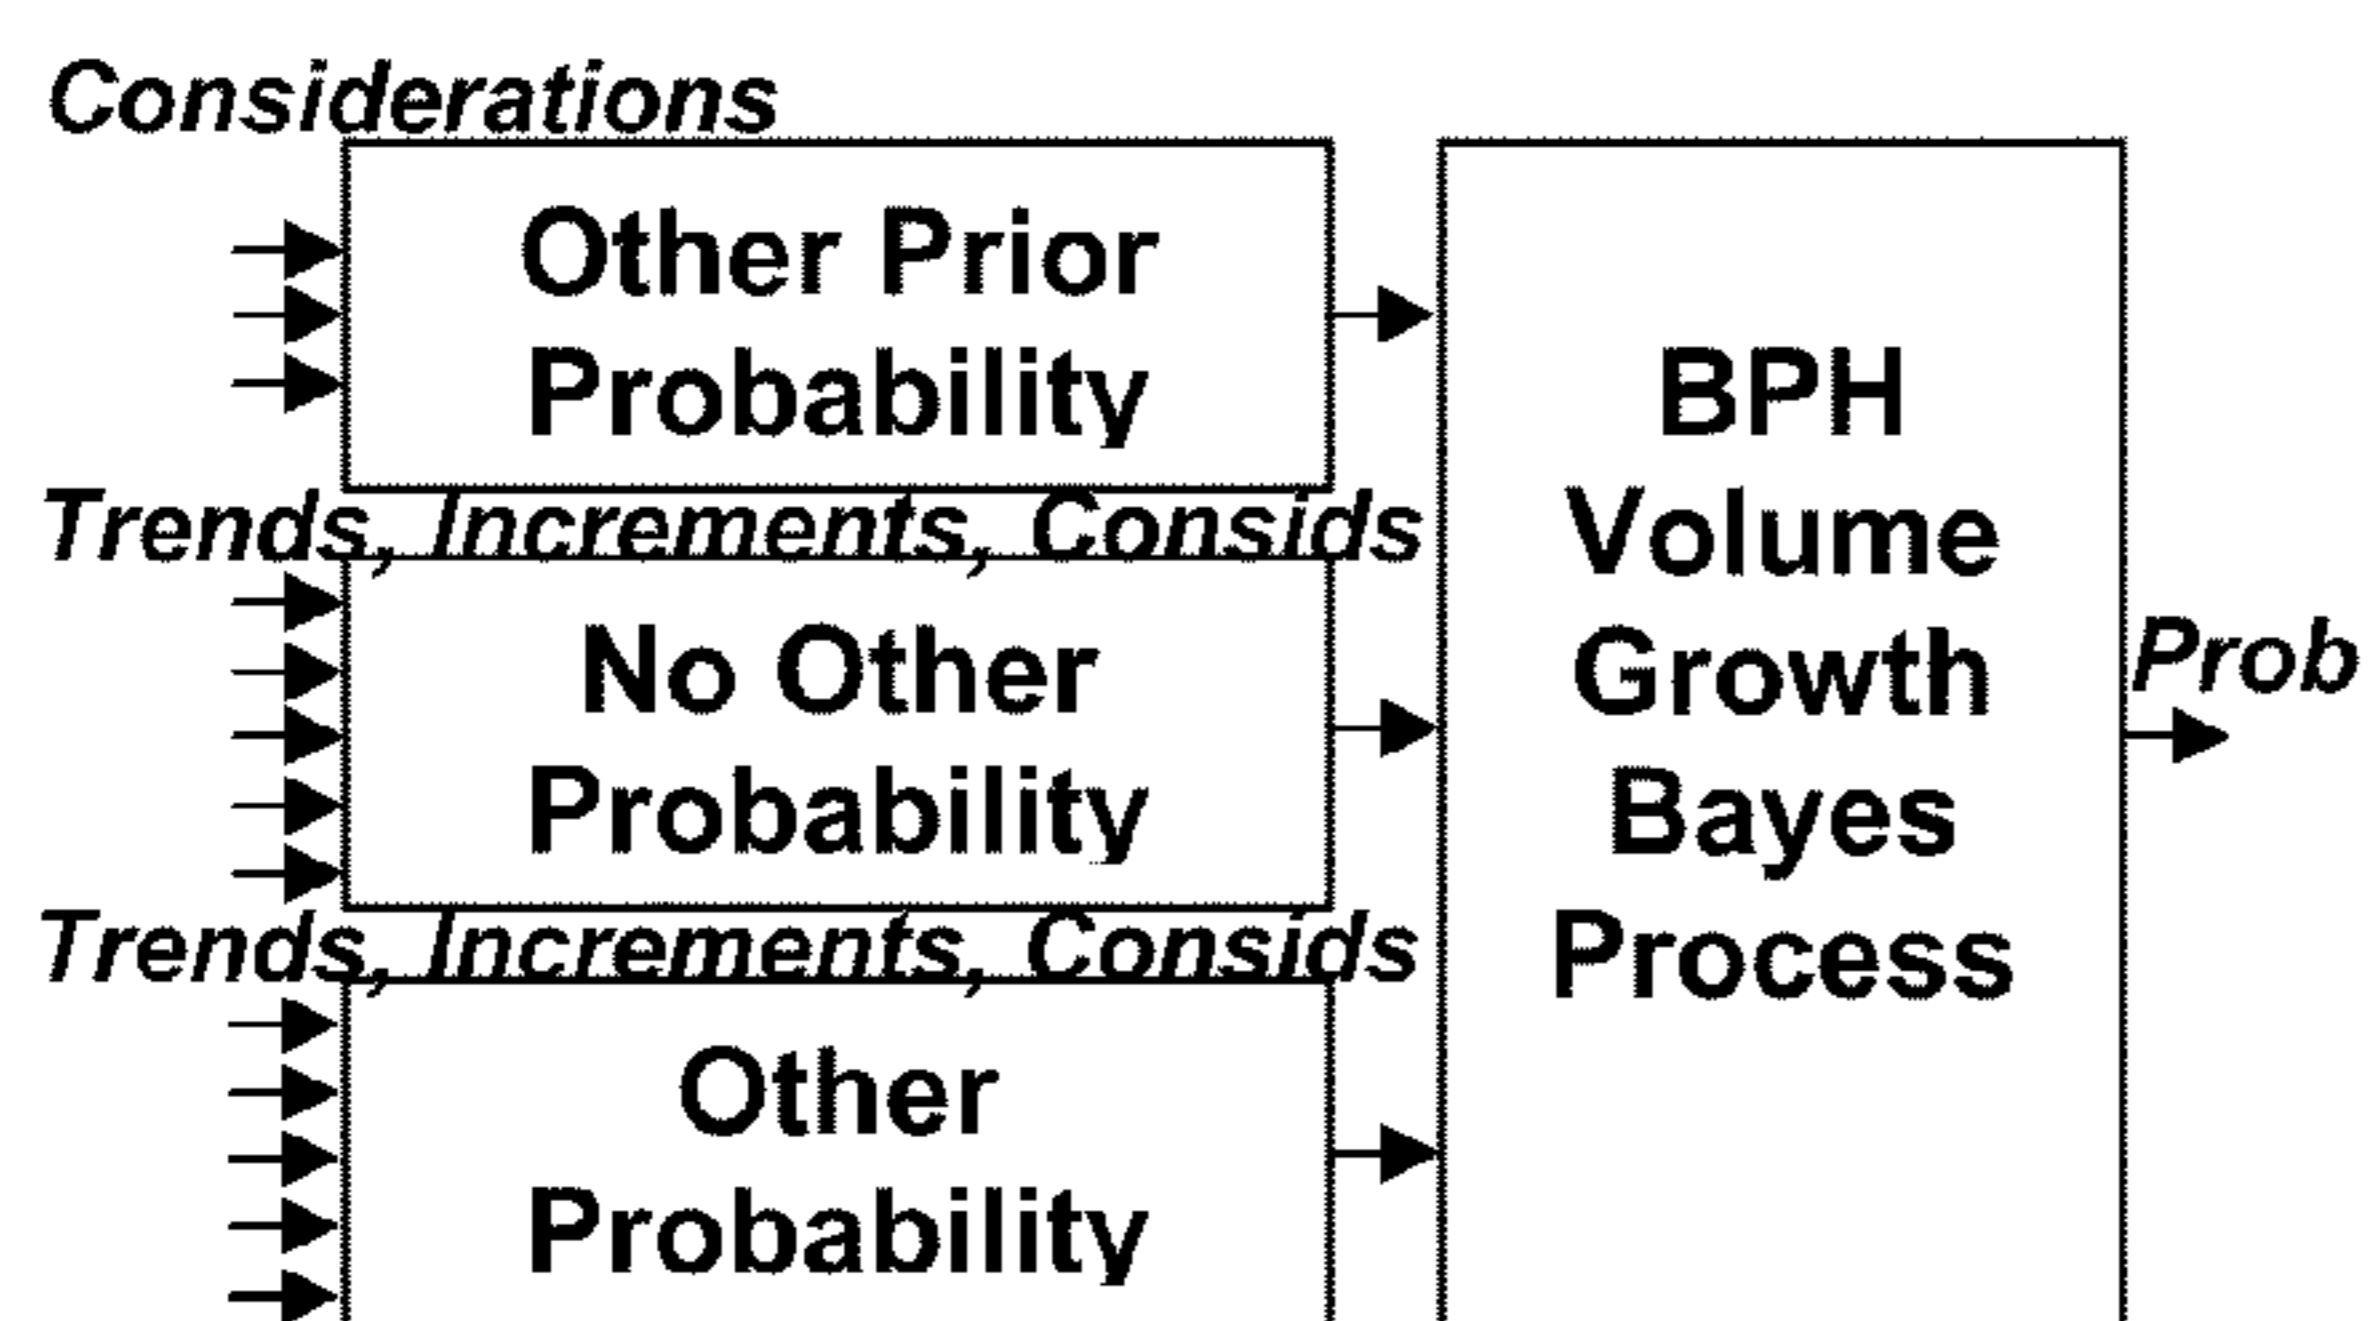 Considerations
Other Prior
Probability
Trends, Increments, Consids
No Other
Probability
Trends, Increments, Consids
Other
Probability
BPH
Volume
Growth
Bayes
Process
Prob